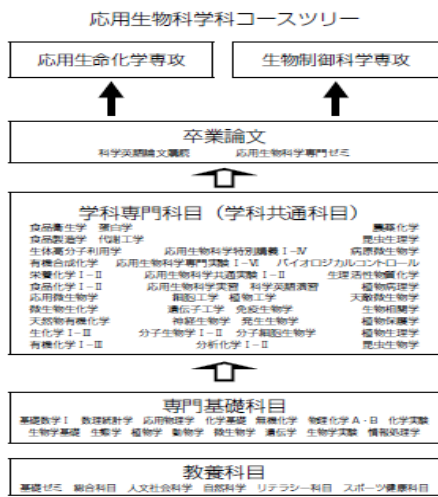 応用生物科学科コースツリー
応用生命化学専攻 生物制御科学専攻
卒業論文
科学英語論文購読 応用生物科学専門ゼミ
学科専門科目（学科共通科目）
食品衛生学 蛋白学 農薬化学
食品製造学 代謝工学 昆虫生理学
生体高分子利用学 応用生物科学特別講義Ⅰ-Ⅳ 病原微生物学
有機合成化学 応用生物科学専門実験Ⅰ-Ⅵ バイオロジカルコントロール
栄養化学Ⅰ-Ⅱ 応用生物科学共通実験Ⅰ-Ⅱ 生理活性物質化学
食品化学Ⅰ-Ⅱ 応用生物科学実習 科学英語演習 植物病理学
応用微生物学 細胞工学 植物工学 天敵微生物学
微生物生化学 遺伝子工学 免疫生物学 生物相関学
天然物有機化学 神経生物学 発生生物学 植物保護学
生化学Ⅰ-Ⅲ 分子生物学Ⅰ-Ⅱ 分子細胞生物学 植物生理学
有機化学Ⅰ-Ⅲ 分析化学Ⅰ-Ⅱ 昆虫生物学
専門基礎科目
基礎数学Ⅰ 数理統計学 応用物理学 化学基礎 無機化学 物理化学A・B 化学実験
生物学基礎 生態学 植物学 動物学 微生物学 遺伝学 生物学実験 情報処理学
教養科目
基礎ゼミ 総合科目 人文社会科学 自然科学 リテラシー科目 スポーツ健康科目